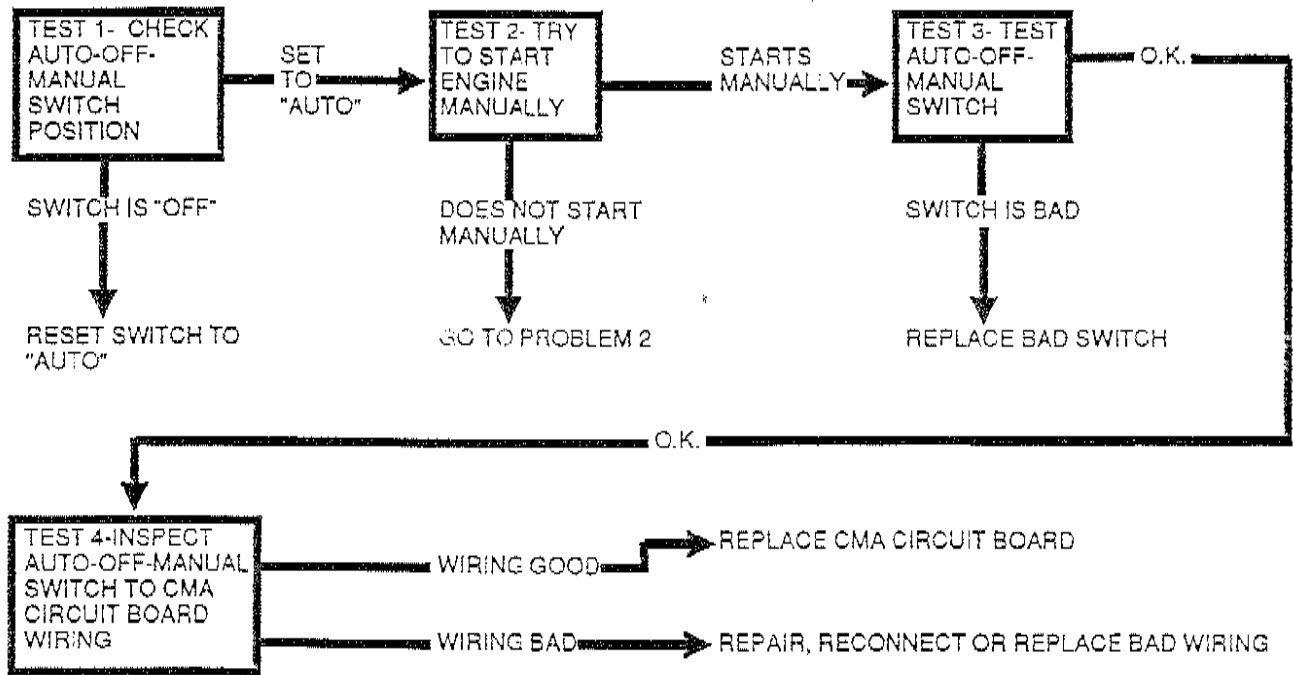 TEST 1- CHECK
AUTO-OFF-
MANUAL
SWITCH
POSITION
SET
TO
"AUTO"
TEST 2- TRY
TO START
ENGINE
MANUALLY
STARTS
MANUALLY
TEST 3- TEST
AUTO-OFF-
MANUAL
SWITCH
O.K.
SWITCH IS "OFF"
DOES NOT START
MANUALLY
SWITCH IS BAD
RESET SWITCH TO
"AUTO"
GO TO PROBLEM 2
REPLACE BAD SWITCH
O.K.
TEST 4-INSPECT
AUTO-OFF-MANUAL
SWITCH TO CMA
CIRCUIT BOARD
WIRING
WIRING GOOD
REPLACE CMA CIRCUIT BOARD
WIRING BAD
REPAIR, RECONNECT OR REPLACE BAD WIRING